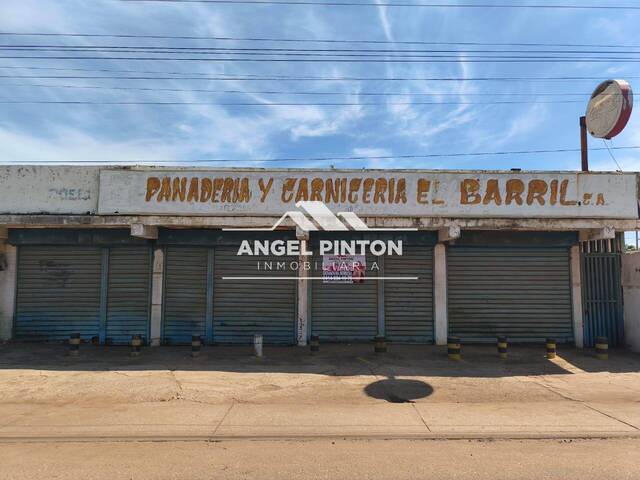 PANADERIA Y CARNICERIA EL BARRIL C.A.
ANGEL PINTON
INMOBILIARIA